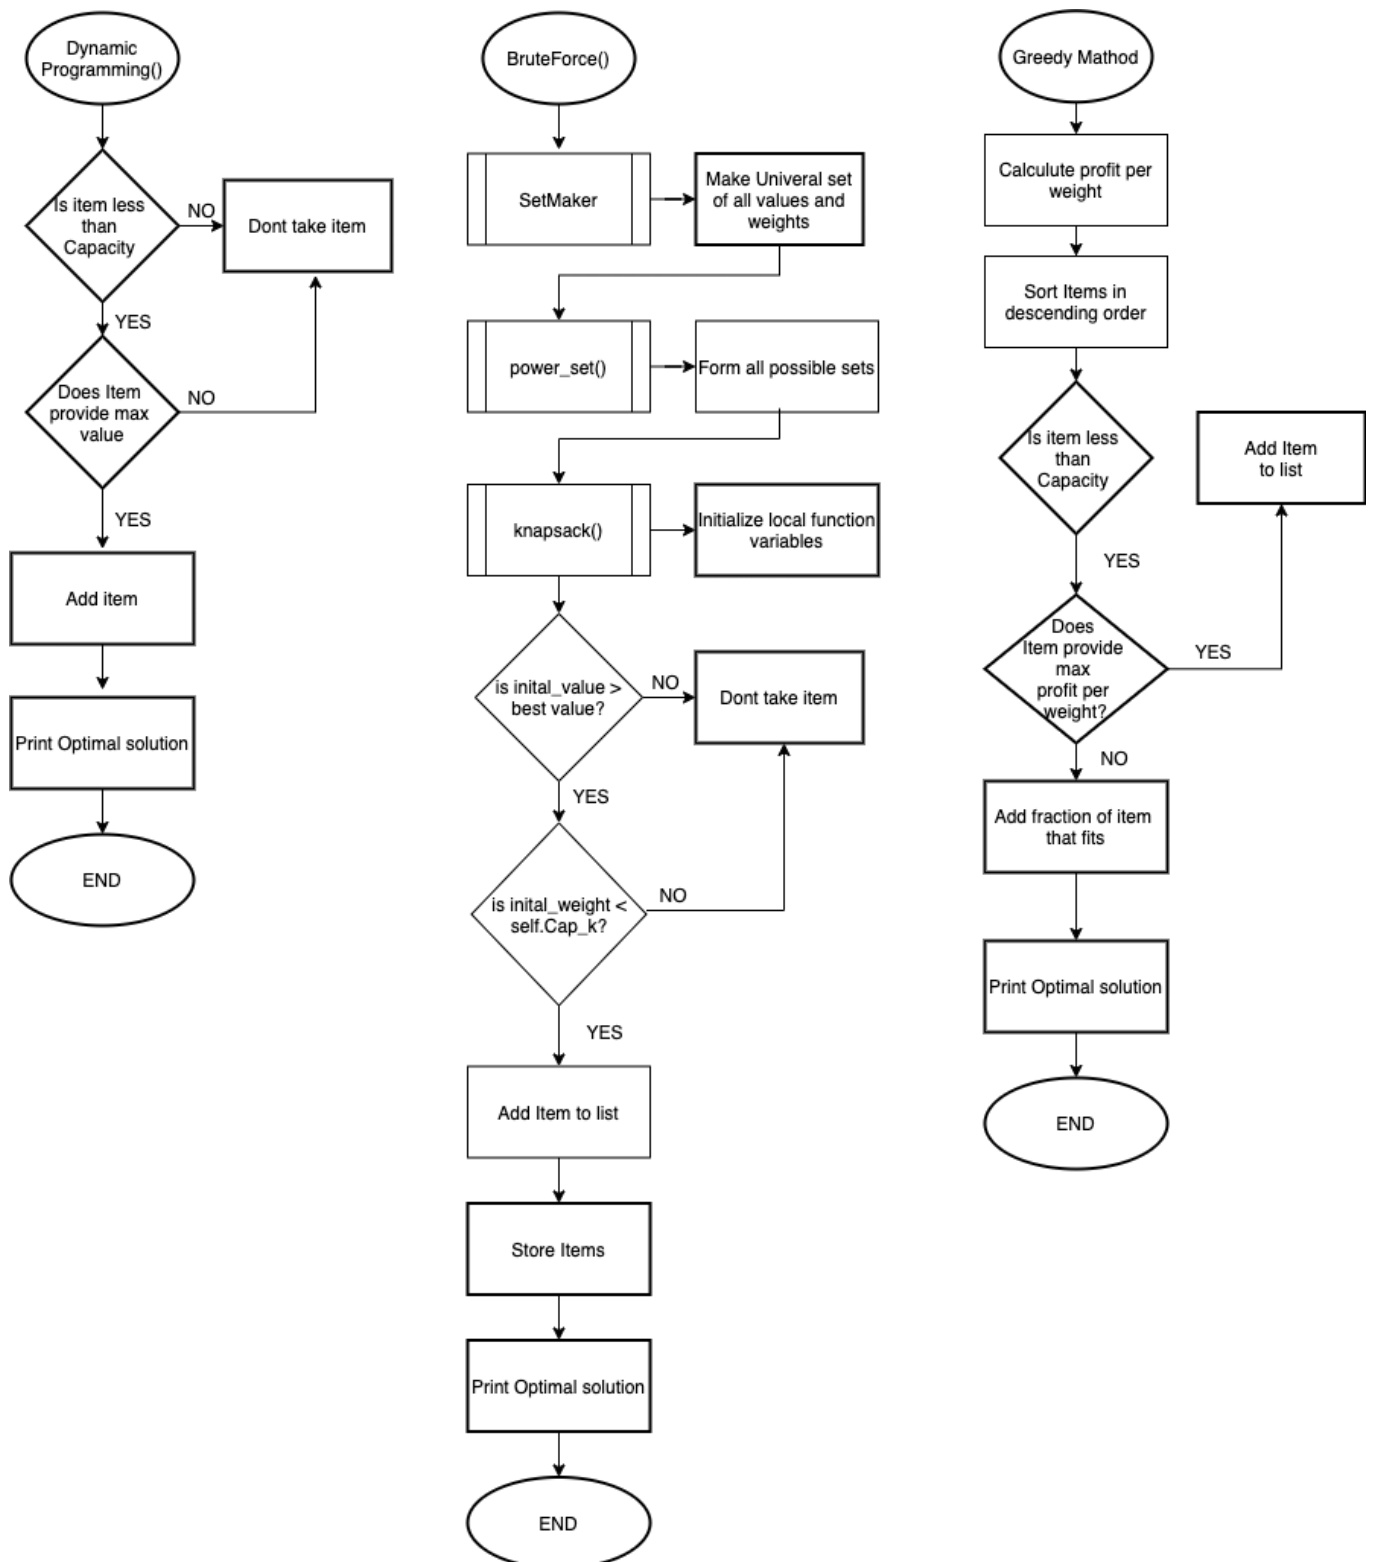 Dynamic
Programming()
Is item less
than
Capacity
NO
Dont take item
YES
Does Item
provide max
value
NO
YES
Add item
Print Optimal solution
END
BruteForce()
SetMaker
Make Univeral set
of all values and
weights
power_set()
Form all possible sets
knapsack()
Initialize local function
variables
is inital_value >
best value?
NO
Dont take item
YES
is inital_weight <
self.Cap_k?
NO
YES
Add Item to list
Store Items
Print Optimal solution
END
Greedy Mathod
Calculute profit per
weight
Sort Items in
descending order
Is item less
than
Capacity
Add Item
to list
YES
Does
Item provide
max
profit per
weight?
YES
NO
Add fraction of item
that fits
Print Optimal solution
END